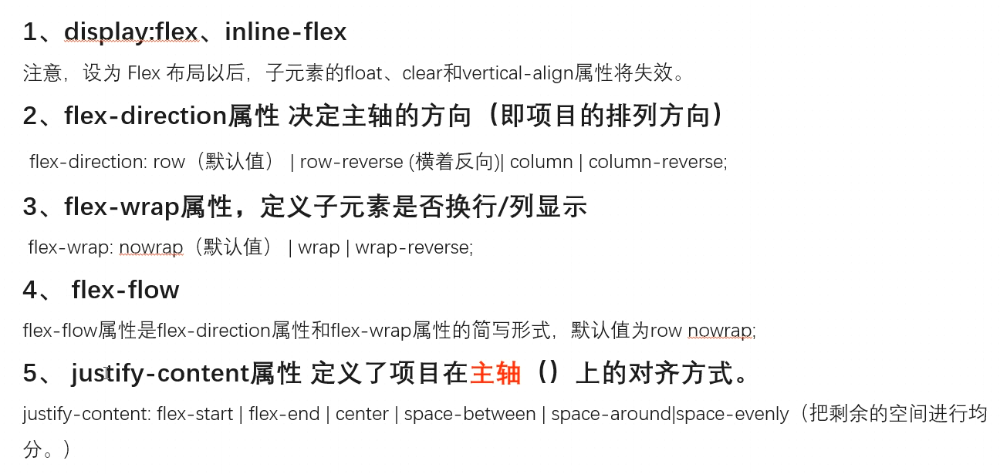 1、display:flex、inline-flex
注意，设为 Flex 布局以后，子元素的float、clear和vertical-align属性将失效。
2、flex-direction属性 决定主轴的方向（即项目的排列方向）
flex-direction: row（默认值） | row-reverse (横着反向)| column | column-reverse;
3、flex-wrap属性，定义子元素是否换行/列显示
flex-wrap: nowrap（默认值） | wrap | wrap-reverse;
4、 flex-flow
flex-flow属性是flex-direction属性和flex-wrap属性的简写形式，默认值为row nowrap;
5、 justify-content属性 定义了项目在主轴（）上的对齐方式。
justify-content: flex-start | flex-end | center | space-between | space-around|space-evenly（把剩余的空间进行均
分。）